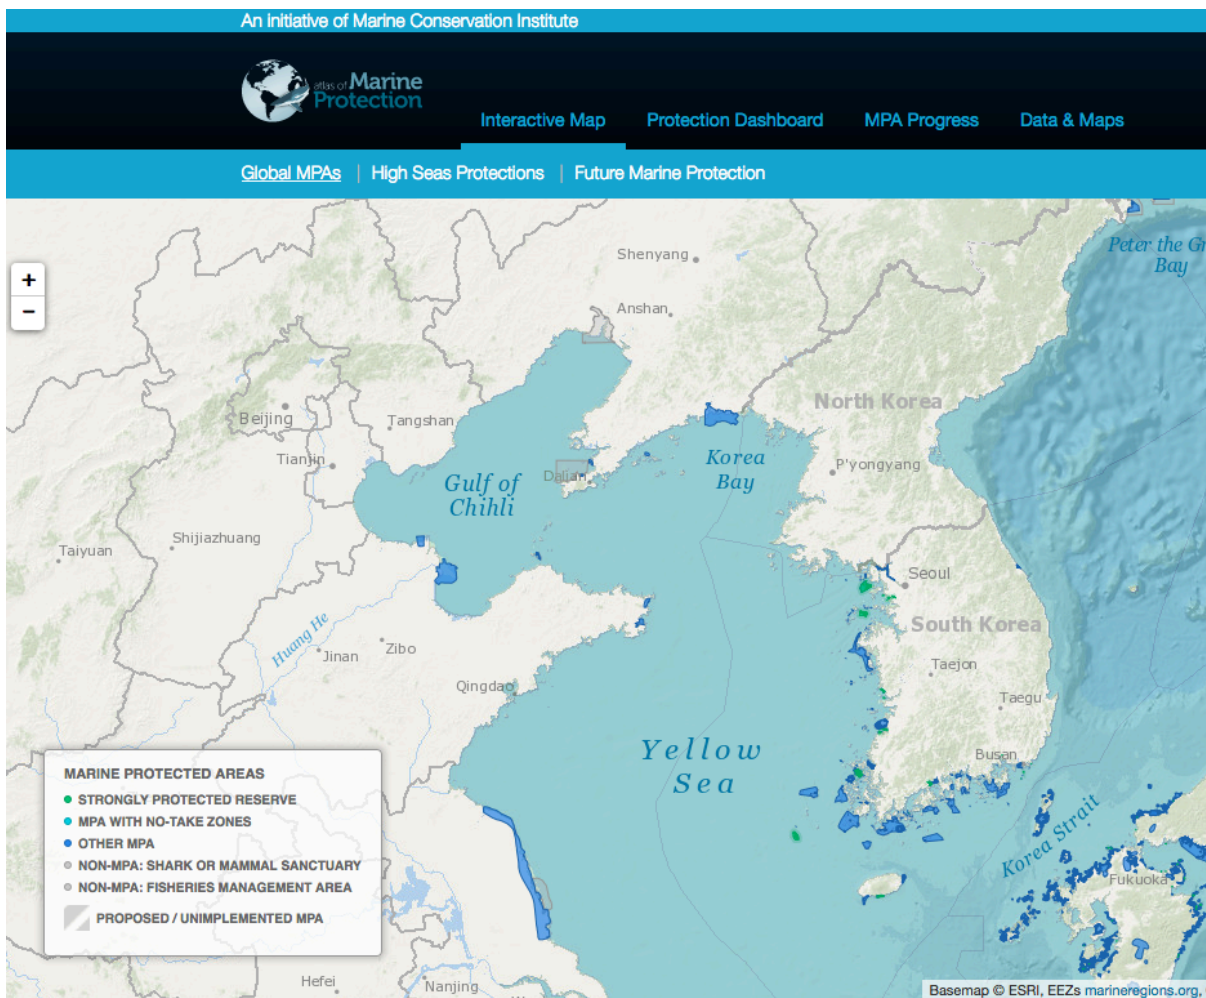 An initiative of Marine Conservation Institute
atlas of Marine
Protection
Interactive Map
Protection Dashboard
MPA Progress
Data & Maps
Global MPAs | High Seas Protections | Future Marine Protection
+
−
Shenyang
Peter the Gr
Bay
Anshan
North Korea
Beijing
Tangshan
Tianjin
Korea
Bay
P'yongyang
Dalian
Gulf of
Chihli
Shijiazhuang
Taiyuan
Seoul
South Korea
Huang He
Zibo
Jinan
Taejon
Qingdao
Taegu
Yellow
Sea
Busan
Korea Strait
Fukuoka
MARINE PROTECTED AREAS
STRONGLY PROTECTED RESERVE
MPA WITH NO-TAKE ZONES
OTHER MPA
NON-MPA: SHARK OR MAMMAL SANCTUARY
NON-MPA: FISHERIES MANAGEMENT AREA
PROPOSED / UNIMPLEMENTED MPA
Hefei
Nanjing
Basemap © ESRI, EEZs marineregions.org,